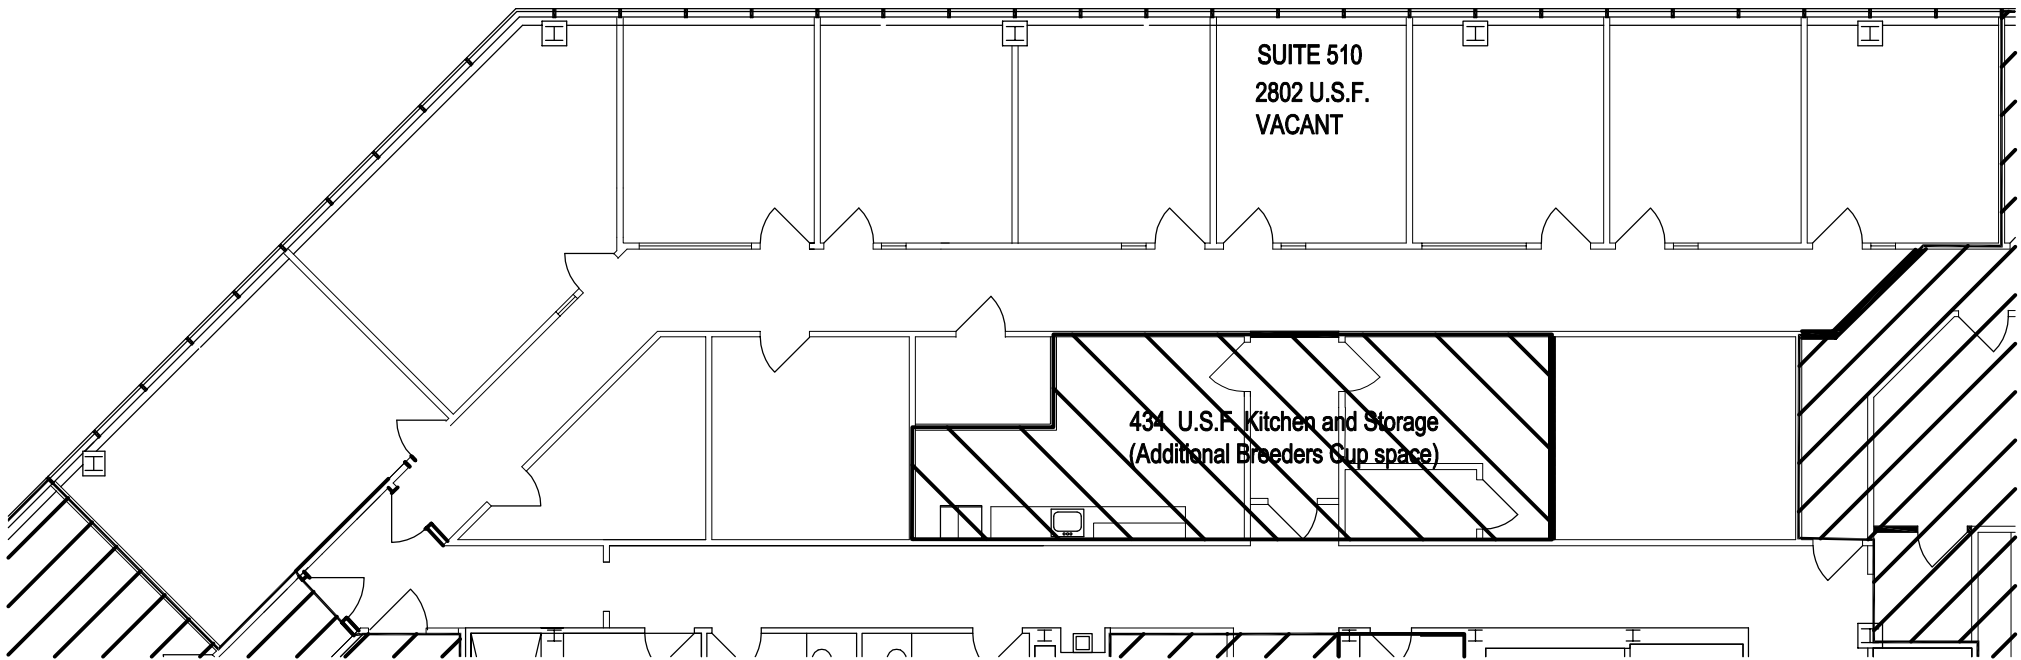 SUITE 510
2802 U.S.F.
VACANT
434 U.S.F. Kitchen and Storage
(Additional Breeders Cup space)